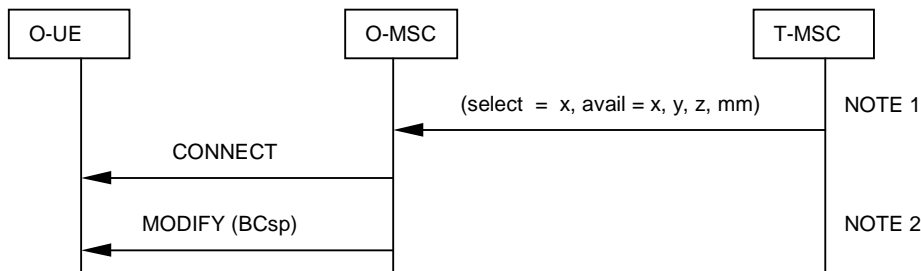 O-UE
O-MSC
T-MSC
(select = x, avail = x, y, z, mm)
NOTE 1
CONNECT
MODIFY (BCsp)
NOTE 2